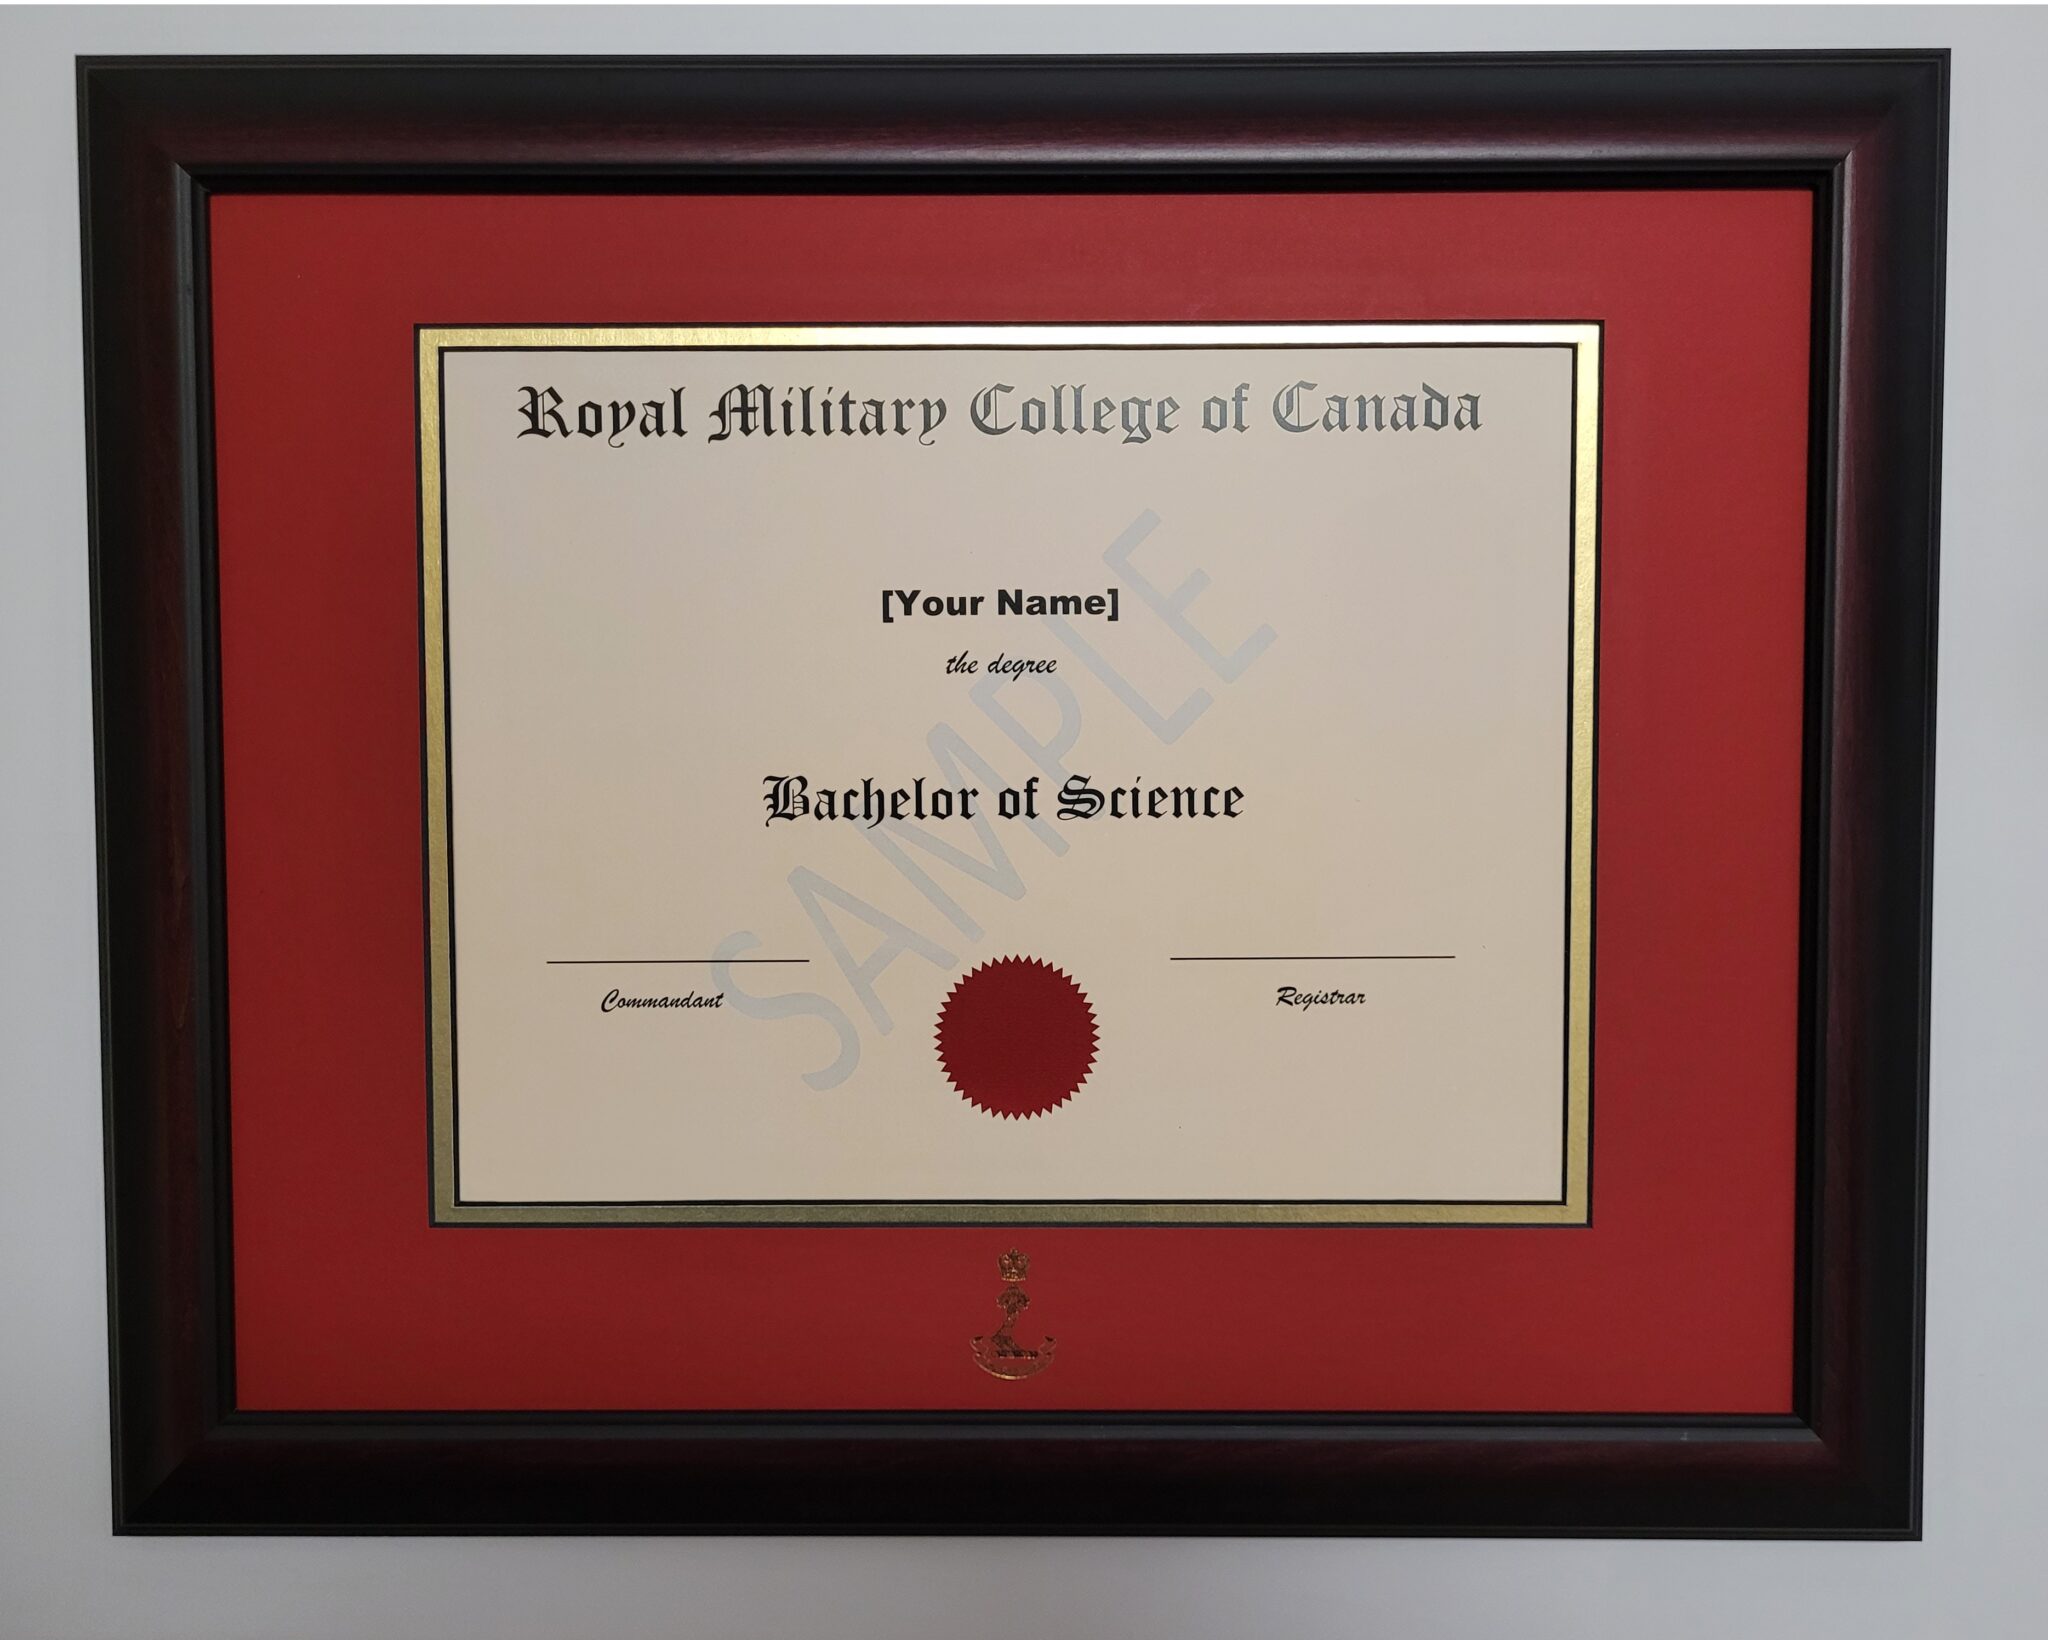 Royal Military College of Canada
[Your Name]
the degree
SAMPLE
Bachelor of Science
Commandant
Registrar